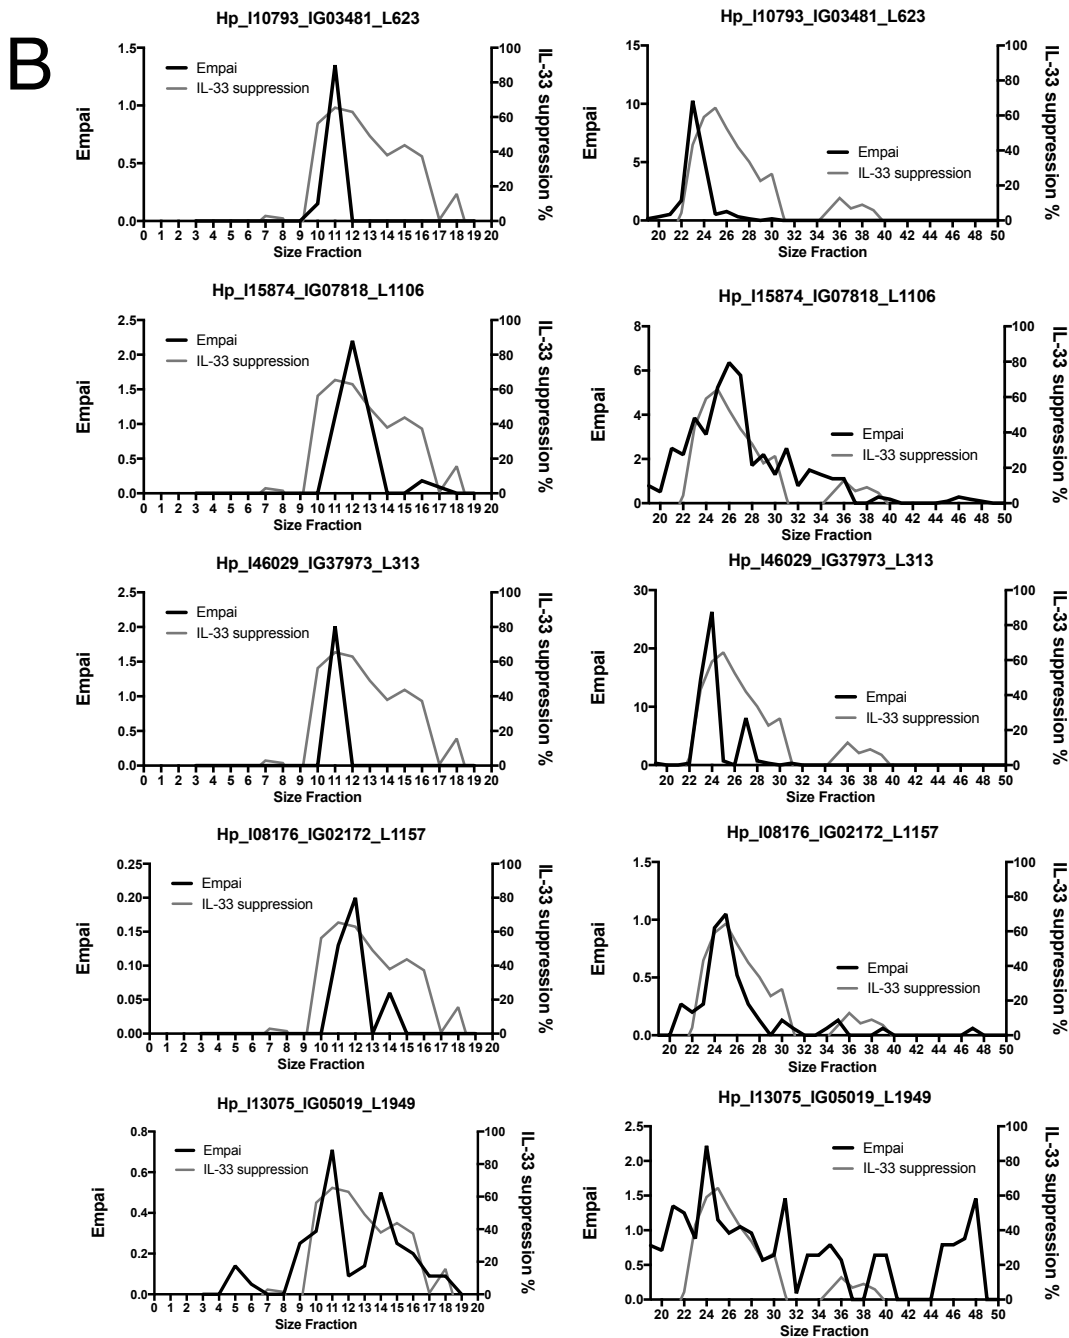 B
Hp_I10793_IG03481_L623
Empai
1.5
1.0
0.5
0.0
Empai
IL-33 suppression
100
80
60
40
20
0
IL-33 suppression %
0 1 2 3 4 5 6 7 8 9 10 11 12 13 14 15 16 17 18 19 20
Size Fraction
Hp_I10793_IG03481_L623
Empai
15
10
5
0
Empai
IL-33 suppression
100
80
60
40
20
0
IL-33 suppression %
20 22 24 26 28 30 32 34 36 38 40 42 44 46 48 50
Size Fraction
Hp_I15874_IG07818_L1106
Empai
2.5
2.0
1.5
1.0
0.5
0.0
Empai
IL-33 suppression
100
80
60
40
20
0
IL-33 suppression %
0 1 2 3 4 5 6 7 8 9 10 11 12 13 14 15 16 17 18 19 20
Size Fraction
Hp_I15874_IG07818_L1106
Empai
8
6
4
2
0
Empai
IL-33 suppression
100
80
60
40
20
0
IL-33 suppression %
20 22 24 26 28 30 32 34 36 38 40 42 44 46 48 50
Size Fraction
Hp_I46029_IG37973_L313
Empai
2.5
2.0
1.5
1.0
0.5
0.0
Empai
IL-33 suppression
100
80
60
40
20
0
IL-33 suppression %
0 1 2 3 4 5 6 7 8 9 10 11 12 13 14 15 16 17 18 19 20
Size Fraction
Hp_I46029_IG37973_L313
Empai
30
20
10
0
Empai
IL-33 suppression
100
80
60
40
20
0
IL-33 suppression %
20 22 24 26 28 30 32 34 36 38 40 42 44 46 48 50
Size Fraction
Hp_I08176_IG02172_L1157
Empai
0.25
0.20
0.15
0.10
0.05
0.00
Empai
IL-33 suppression
100
80
60
40
20
0
IL-33 suppression %
0 1 2 3 4 5 6 7 8 9 10 11 12 13 14 15 16 17 18 19 20
Size Fraction
Hp_I08176_IG02172_L1157
Empai
1.5
1.0
0.5
0.0
Empai
IL-33 suppression
100
80
60
40
20
0
IL-33 suppression %
20 22 24 26 28 30 32 34 36 38 40 42 44 46 48 50
Size Fraction
Hp_I13075_IG05019_L1949
Empai
0.8
0.6
0.4
0.2
0.0
Empai
IL-33 suppression
100
80
60
40
20
0
IL-33 suppression %
0 1 2 3 4 5 6 7 8 9 10 11 12 13 14 15 16 17 18 19 20
Size Fraction
Hp_I13075_IG05019_L1949
Empai
2.5
2.0
1.5
1.0
0.5
0.0
Empai
IL-33 suppression
100
80
60
40
20
0
IL-33 suppression %
20 22 24 26 28 30 32 34 36 38 40 42 44 46 48 50
Size Fraction